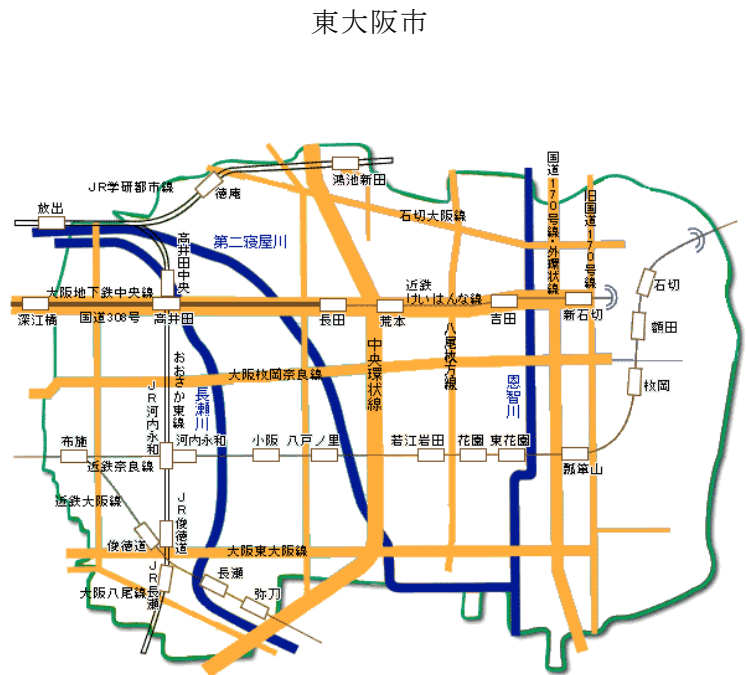 東大阪市
JR学研都市線
徳庵
鴻池新田
放出
石切大阪線
国道170号線・外環状線
旧国道170号線
第二寝屋川
高井田中央
大阪地下鉄中央線
近鉄
けいはんな線
石切
深江橋
国道308号
高井田
長田
荒本
吉田
新石切
額田
中央環状線
八尾枚方線
おおさか東線
大阪枚岡奈良線
恩智川
枚岡
長瀬川
JR河内永和
布施
河内永和
小阪
八戸ノ里
若江岩田
花園
東花園
近鉄奈良線
瓢箪山
近鉄大阪線
JR俊徳道
俊徳道
大阪東大阪線
JR長瀬
長瀬
大阪八尾線
弥刀